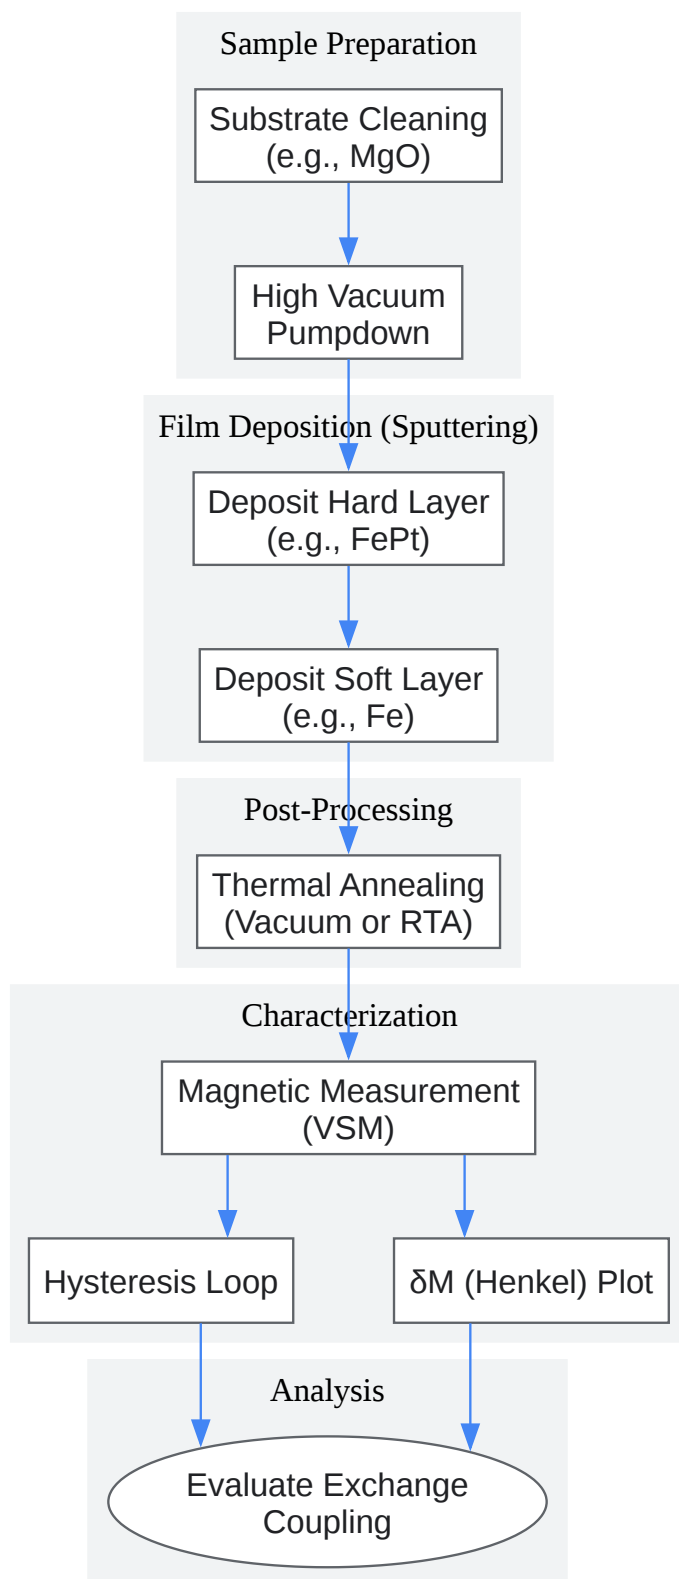 Sample Preparation
Substrate Cleaning
(e.g., MgO)
High Vacuum
Pumpdown
Film Deposition (Sputtering)
Deposit Hard Layer
(e.g., FePt)
Deposit Soft Layer
(e.g., Fe)
Post-Processing
Thermal Annealing
(Vacuum or RTA)
Characterization
Magnetic Measurement
(VSM)
Hysteresis Loop
δM (Henkel) Plot
Analysis
Evaluate Exchange
Coupling